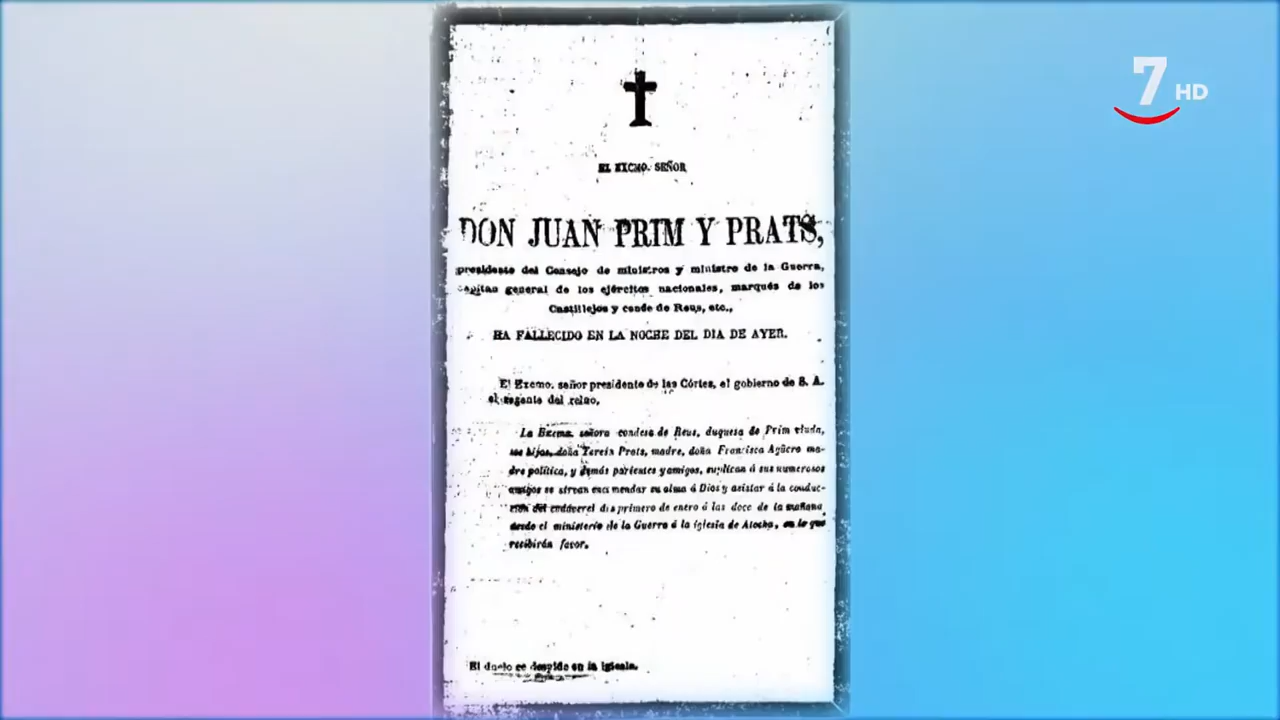 EL EXCMO. SEÑOR
DON JUAN PRIM Y PRATS,
presidente del Consejo de ministros y ministro de la Guerra,
capitan general de los ejércitos nacionales, marqués de los
Castillejos y conde de Reus, etc.,
HA FALLECIDO EN LA NOCHE DEL DIA DE AYER.
El Excmo. señor presidente de las Córtes, el gobierno de S. A.
el regente del reino,
La Excma. señora condesa de Reus, duquesa de Prim viuda,
sus hijos, doña Teresa Prats, madre, doña Francisca Agüero ma-
dre política, y demás parientes y amigos, suplican á sus numerosos
amigos se sirvan encomendar su alma á Dios y asistar á la conduc-
cion del cadáver el dia primero de enero á las doce de la mañana
desde el ministerio de la Guerra á la iglesia de Atocha, en lo que
recibirán favor.
El duelo se despide en la iglesia.
7 HD